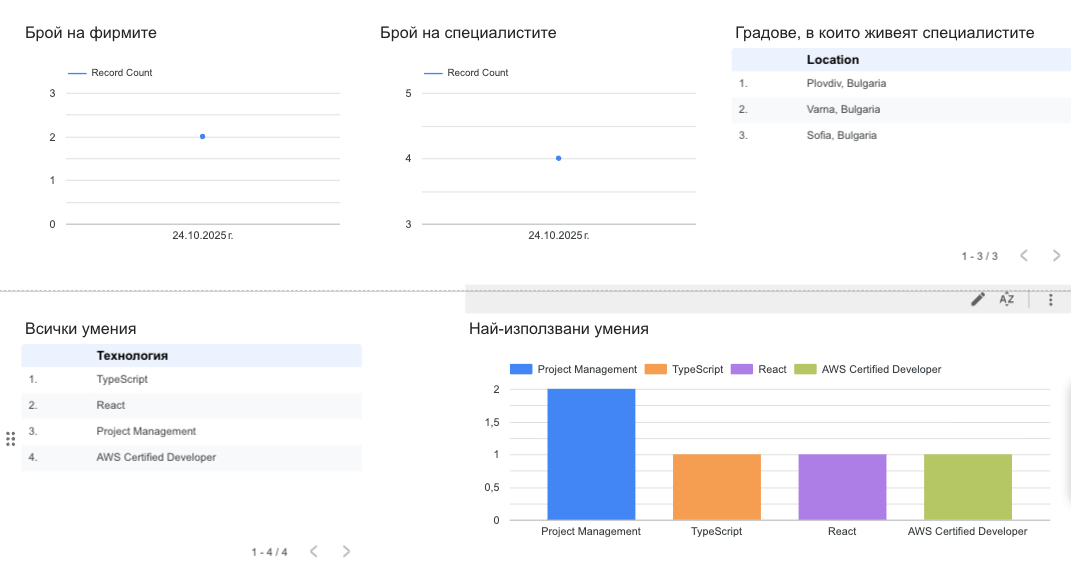 Брой на фирмите
Record Count
3
2
1
0
24.10.2025 г.
Брой на специалистите
Record Count
5
4
3
24.10.2025 г.
Градове, в които живеят специалистите
Location
1. Plovdiv, Bulgaria
2. Varna, Bulgaria
3. Sofia, Bulgaria
1 - 3 / 3
AZ
Всички умения
Технология
1. TypeScript
2. React
3. Project Management
4. AWS Certified Developer
1 - 4 / 4
Най-използвани умения
Project Management TypeScript React AWS Certified Developer
2
1,5
1
0,5
0
Project Management TypeScript React AWS Certified Developer